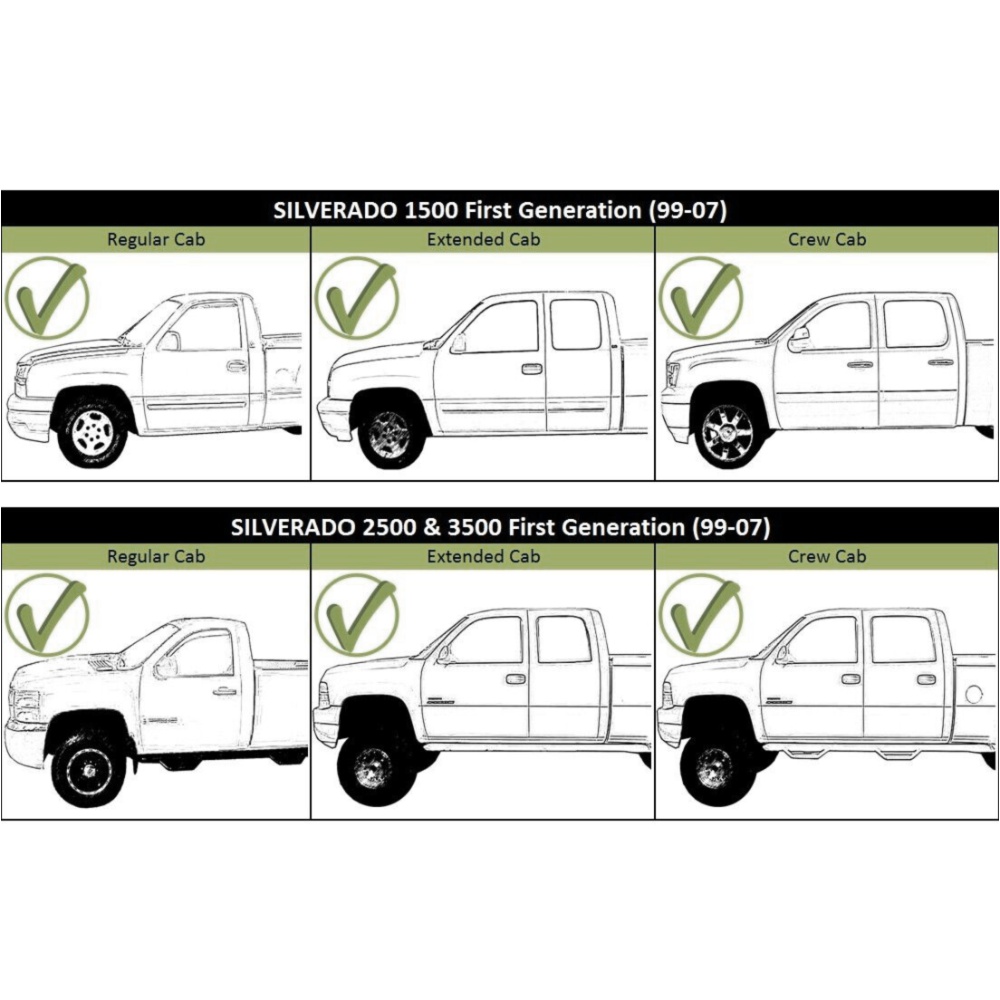 SILVERADO 1500 First Generation (99-07)
Regular Cab
Extended Cab
Crew Cab
SILVERADO 2500 & 3500 First Generation (99-07)
Regular Cab
Extended Cab
Crew Cab